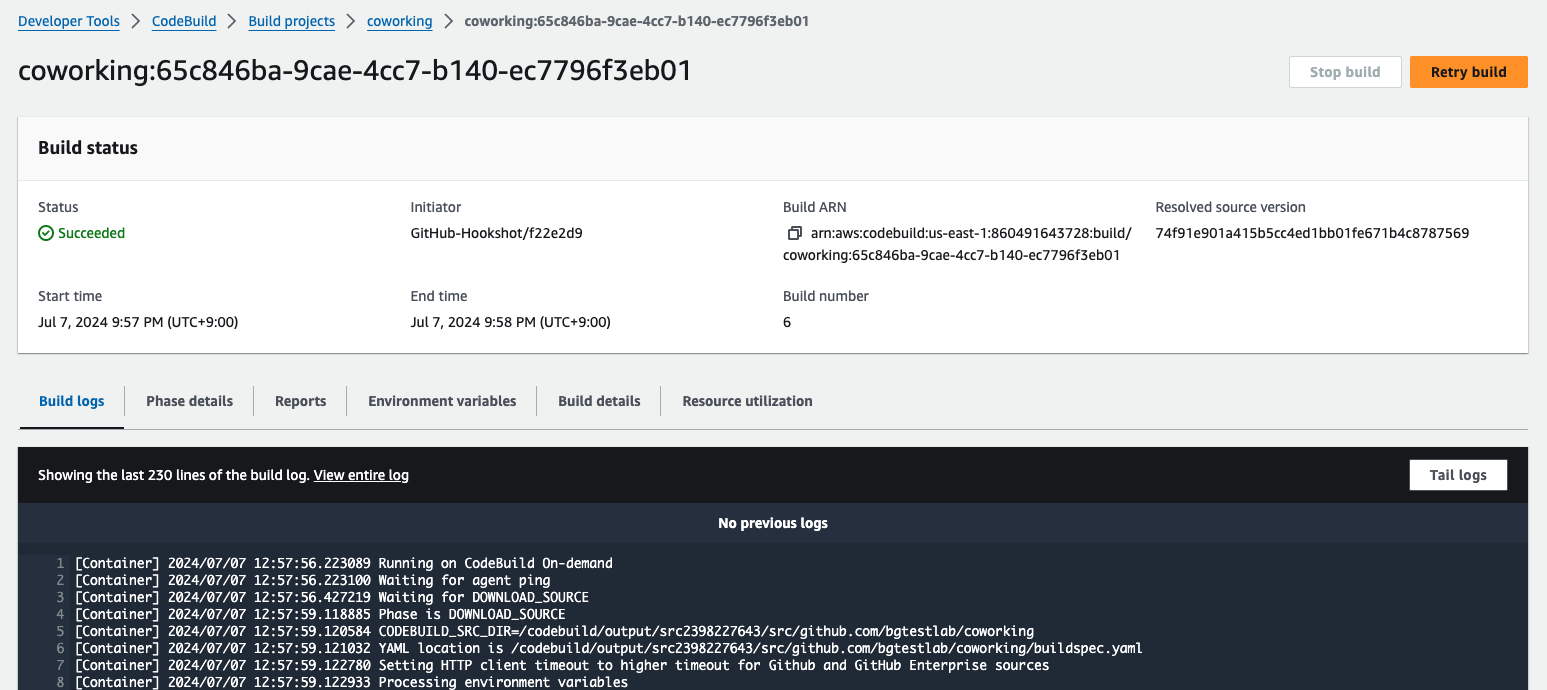 Developer Tools > CodeBuild > Build projects > coworking > coworking:65c846ba-9cae-4cc7-b140-ec7796f3eb01
coworking:65c846ba-9cae-4cc7-b140-ec7796f3eb01
Stop build
Retry build
Build status
Status
Succeeded
Initiator
GitHub-Hookshot/f22e2d9
Build ARN
arn:aws:codebuild:us-east-1:860491643728:build/
coworking:65c846ba-9cae-4cc7-b140-ec7796f3eb01
Resolved source version
74f91e901a415b5cc4ed1bb01fe671b4c8787569
Start time
Jul 7, 2024 9:57 PM (UTC+9:00)
End time
Jul 7, 2024 9:58 PM (UTC+9:00)
Build number
6
Build logs
Phase details
Reports
Environment variables
Build details
Resource utilization
Showing the last 230 lines of the build log. View entire log
Tail logs
No previous logs
1 [Container] 2024/07/07 12:57:56.223089 Running on CodeBuild On-demand
2 [Container] 2024/07/07 12:57:56.223100 Waiting for agent ping
3 [Container] 2024/07/07 12:57:56.427219 Waiting for DOWNLOAD_SOURCE
4 [Container] 2024/07/07 12:57:59.118885 Phase is DOWNLOAD_SOURCE
5 [Container] 2024/07/07 12:57:59.120584 CODEBUILD_SRC_DIR=/codebuild/output/src2398227643/src/github.com/bgtestlab/coworking
6 [Container] 2024/07/07 12:57:59.121032 YAML location is /codebuild/output/src2398227643/src/github.com/bgtestlab/coworking/buildspec.yaml
7 [Container] 2024/07/07 12:57:59.122780 Setting HTTP client timeout to higher timeout for Github and GitHub Enterprise sources
8 [Container] 2024/07/07 12:57:59.122933 Processing environment variables